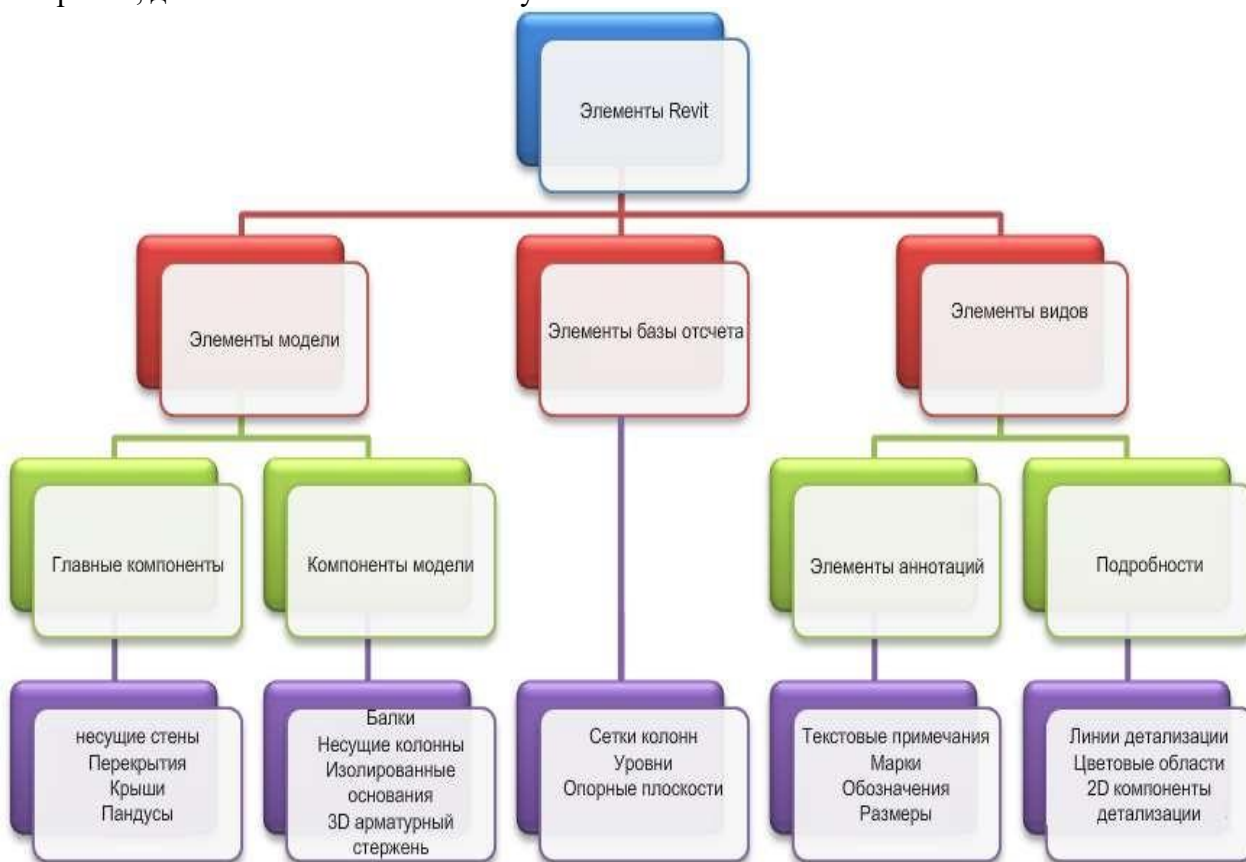 Элементы Revit
Элементы модели
Элементы базы отсчета
Элементы видов
Главные компоненты
Компоненты модели
Элементы аннотаций
Подробности
несущие стены
Перекрытия
Крыши
Пандусы
Балки
Несущие колонны
Изолированные
основания
3D арматурный
стержень
Сетки колонн
Уровни
Опорные плоскости
Текстовые примечания
Марки
Обозначения
Размеры
Линии детализации
Цветовые области
2D компоненты
детализации